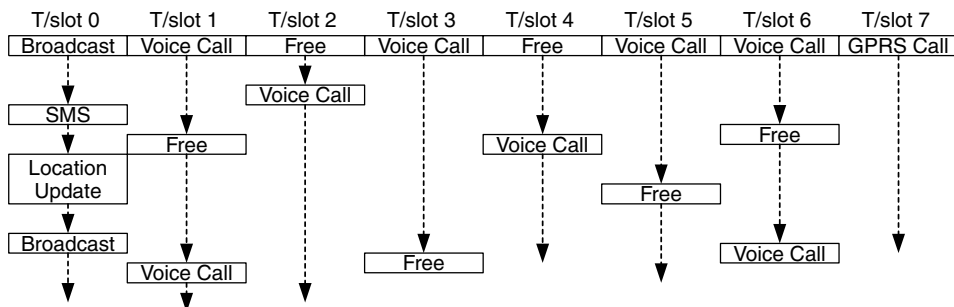 T/slot 0 T/slot 1 T/slot 2 T/slot 3 T/slot 4 T/slot 5 T/slot 6 T/slot 7
Broadcast Voice Call Free Voice Call Free Voice Call Voice Call GPRS Call
Voice Call
SMS
Free
Free Voice Call
Location
Update
Free
Broadcast
Voice Call
Free
Voice Call